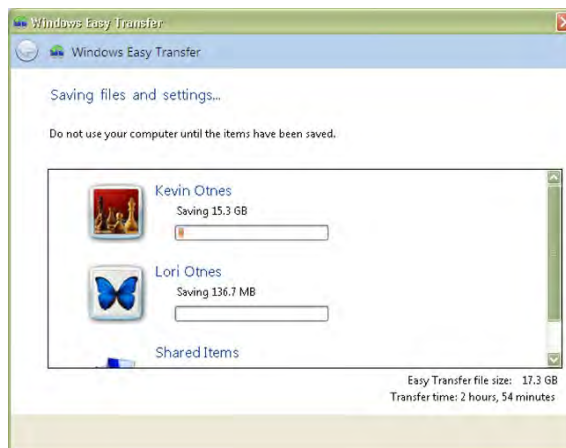 Windows Easy Transfer
Windows Easy Transfer
Saving files and settings...
Do not use your computer until the items have been saved.
Kevin Otnes
Saving 15.3 GB
Lori Otnes
Saving 136.7 MB
Shared Items
Easy Transfer file size: 17.3 GB
Transfer time: 2 hours, 54 minutes